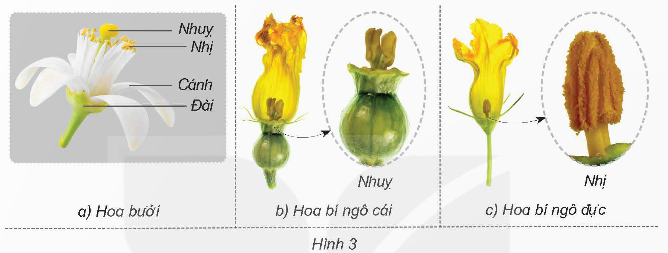 Nhuỵ
Nhị
Cánh
Đài
a) Hoa bưởi
Nhuỵ
b) Hoa bí ngô cái
Nhị
c) Hoa bí ngô đực
Hình 3